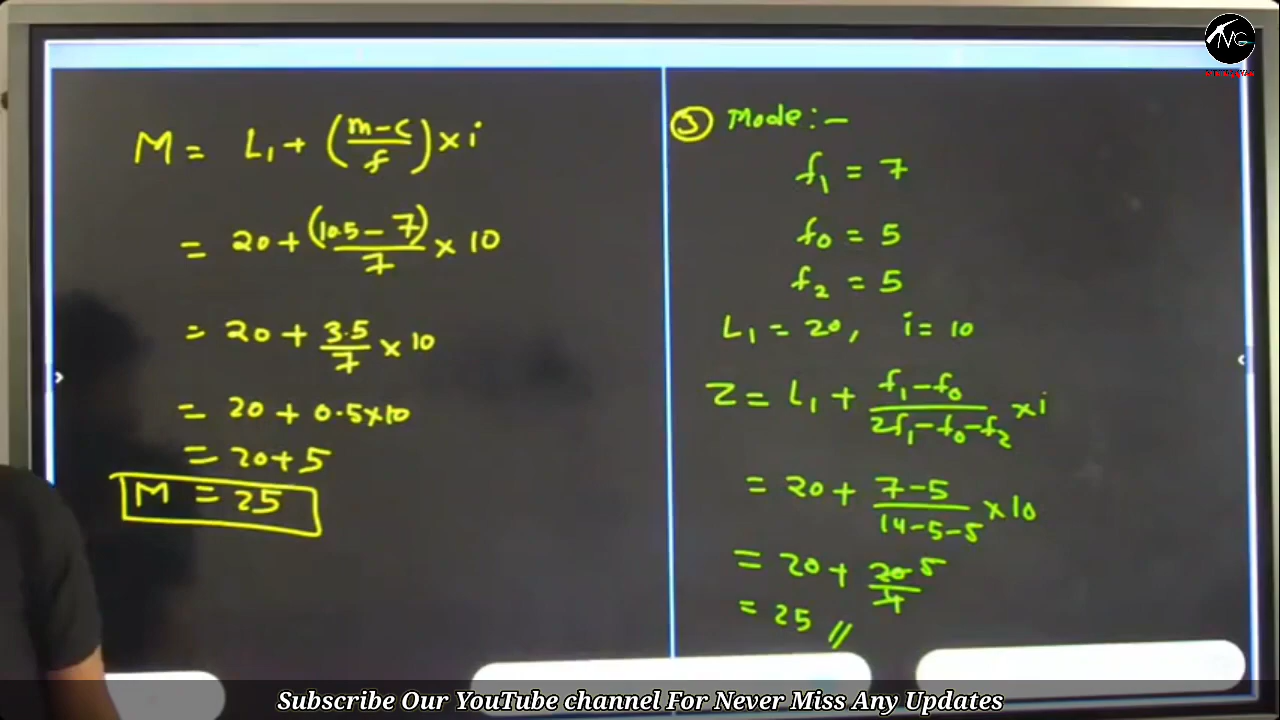 M = L₁ + (m-c/f) × i
= 20 + (10.5 - 7)/7 × 10
= 20 + 3.5/7 × 10
= 20 + 0.5×10
= 20+5
M = 25
③ Mode:-
f₁ = 7
f₀ = 5
f₂ = 5
L₁ = 20, i = 10
Z = L₁ + f₁-f₀/2f₁-f₀-f₂ ×i
= 20 + 7-5/14-5-5 ×10
= 20 + 20/4 5
= 25 //
TVG
Subscribe Our YouTube channel For Never Miss Any Updates